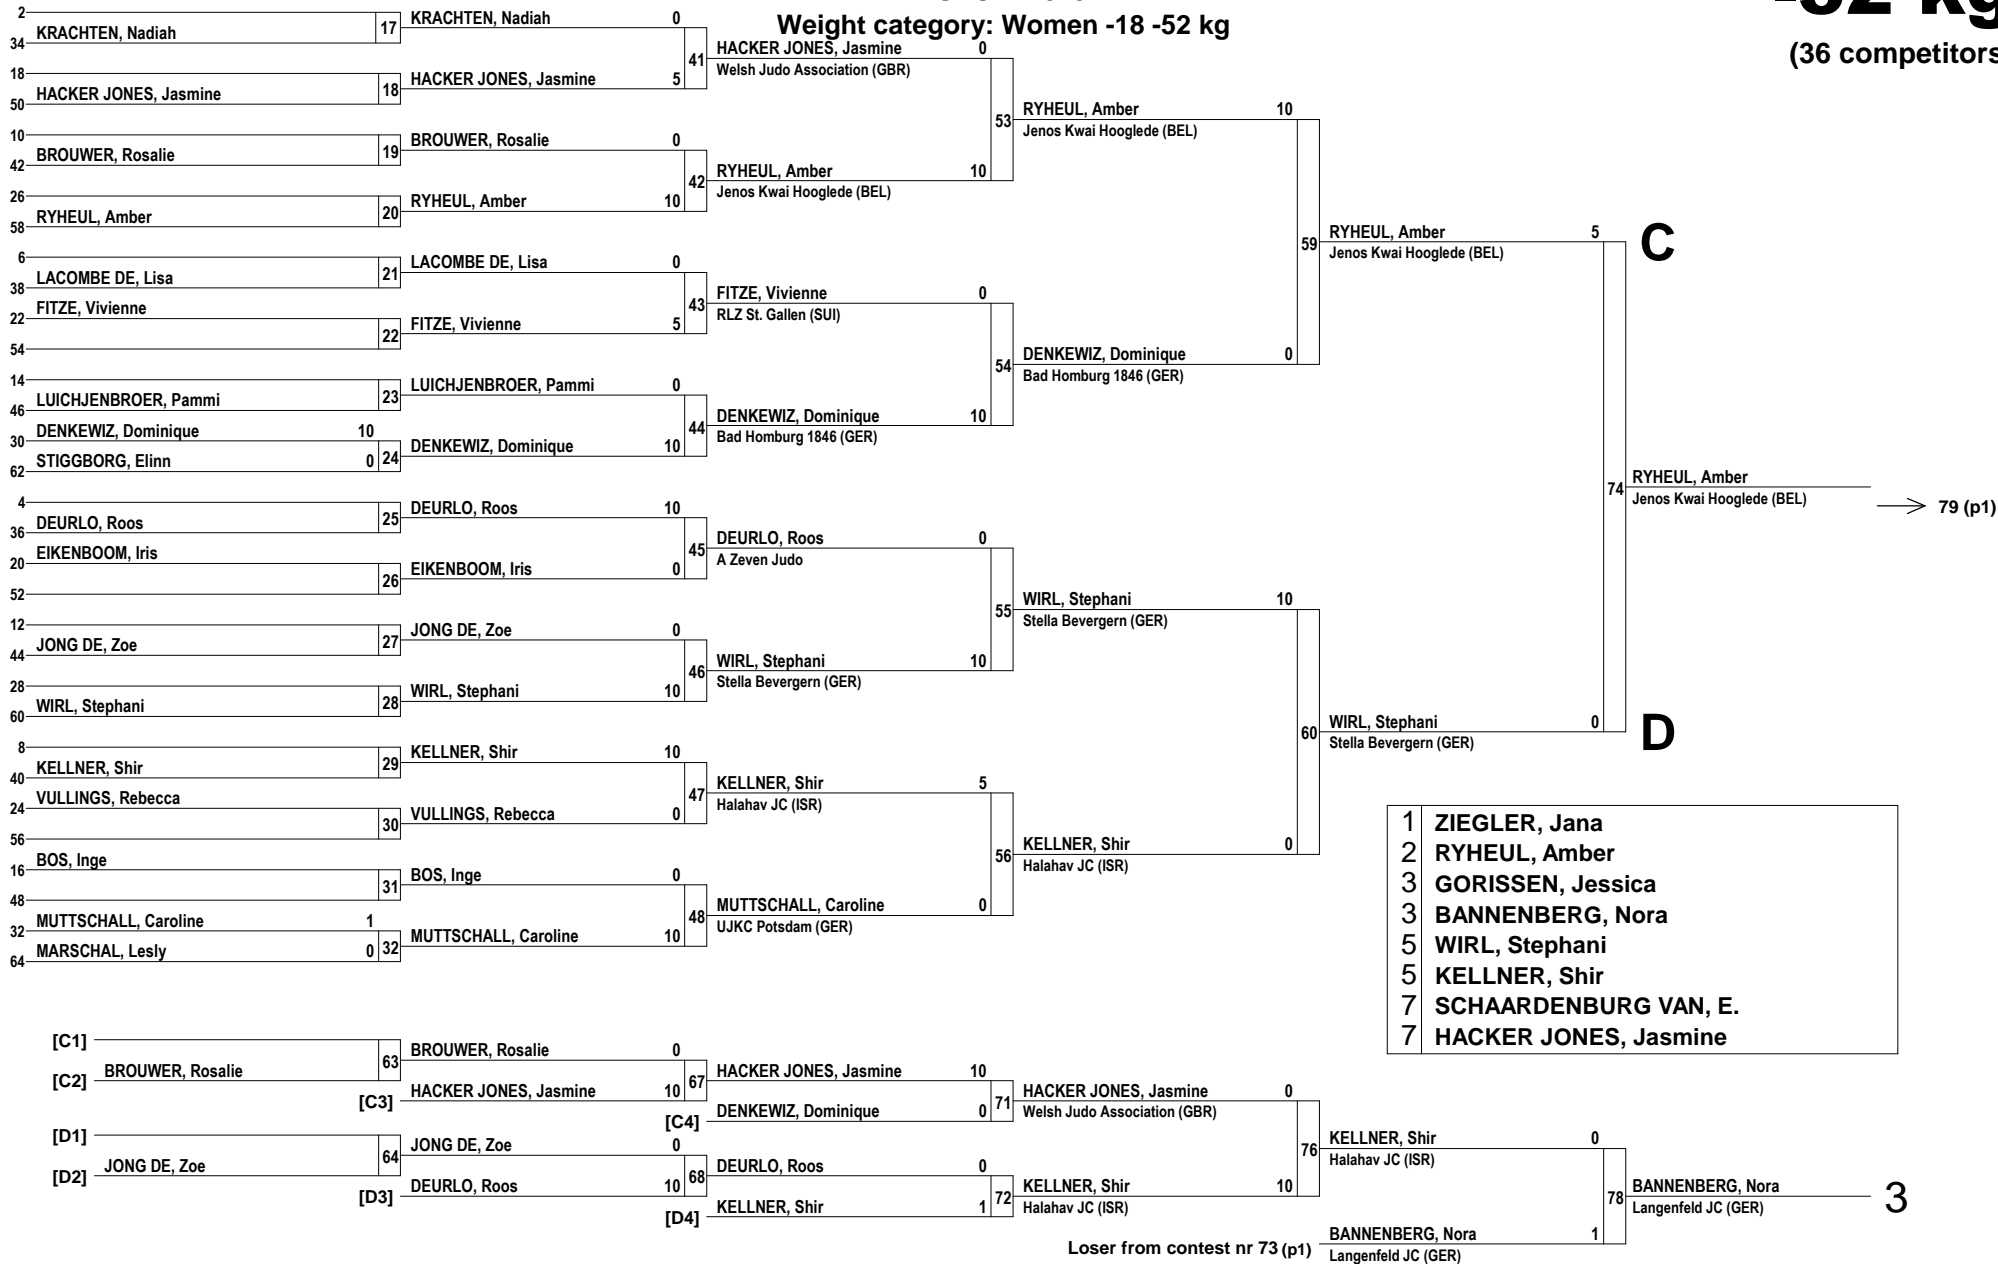 -52 kg
(36 competitors
Weight category: Women -18 -52 kg
2
KRACHTEN, Nadiah
34
17
18
HACKER JONES, Jasmine
50
18
10
BROUWER, Rosalie
42
19
26
RYHEUL, Amber
58
20
6
LACOMBE DE, Lisa
38
21
FITZE, Vivienne
22
54
22
14
LUICHJENBROER, Pammi
46
23
DENKEWIZ, Dominique 10
30
STIGGBORG, Elinn 0
62
24
4
DEURLO, Roos
36
25
EIKENBOOM, Iris
20
52
26
12
JONG DE, Zoe
44
27
28
WIRL, Stephani
60
28
8
KELLNER, Shir
40
29
VULLINGS, Rebecca
24
56
30
BOS, Inge
16
48
31
MUTTSCHALL, Caroline 1
32
MARSCHAL, Lesly 0
64
32
KRACHTEN, Nadiah 0
41
HACKER JONES, Jasmine 5
BROUWER, Rosalie 0
42
RYHEUL, Amber 10
LACOMBE DE, Lisa 0
43
FITZE, Vivienne 5
LUICHJENBROER, Pammi 0
44
DENKEWIZ, Dominique 10
DEURLO, Roos 10
45
EIKENBOOM, Iris 0
JONG DE, Zoe 0
46
WIRL, Stephani 10
KELLNER, Shir 10
47
VULLINGS, Rebecca 0
BOS, Inge 0
48
MUTTSCHALL, Caroline 10
HACKER JONES, Jasmine 0
Welsh Judo Association (GBR)
53
RYHEUL, Amber 10
Jenos Kwai Hooglede (BEL)
FITZE, Vivienne 0
RLZ St. Gallen (SUI)
54
DENKEWIZ, Dominique 10
Bad Homburg 1846 (GER)
DEURLO, Roos 0
A Zeven Judo
55
WIRL, Stephani 10
Stella Bevergern (GER)
KELLNER, Shir 5
Halahav JC (ISR)
56
MUTTSCHALL, Caroline 0
UJKC Potsdam (GER)
RYHEUL, Amber 10
Jenos Kwai Hooglede (BEL)
59
DENKEWIZ, Dominique 0
Bad Homburg 1846 (GER)
WIRL, Stephani 10
Stella Bevergern (GER)
60
KELLNER, Shir 0
Halahav JC (ISR)
RYHEUL, Amber 5
Jenos Kwai Hooglede (BEL)
C
74
WIRL, Stephani 0
Stella Bevergern (GER)
D
RYHEUL, Amber
Jenos Kwai Hooglede (BEL)
79 (p1)
1 ZIEGLER, Jana
2 RYHEUL, Amber
3 GORISSEN, Jessica
3 BANNENBERG, Nora
5 WIRL, Stephani
5 KELLNER, Shir
7 SCHAARDENBURG VAN, E.
7 HACKER JONES, Jasmine
[C1]
[C2] BROUWER, Rosalie
63
BROUWER, Rosalie 0
[C3] HACKER JONES, Jasmine 10
67
HACKER JONES, Jasmine 10
[C4] DENKEWIZ, Dominique 0
71
[D1]
[D2] JONG DE, Zoe
64
JONG DE, Zoe 0
[D3] DEURLO, Roos 10
68
DEURLO, Roos 0
[D4] KELLNER, Shir 1
72
HACKER JONES, Jasmine 0
Welsh Judo Association (GBR)
76
KELLNER, Shir 10
Halahav JC (ISR)
KELLNER, Shir 0
Halahav JC (ISR)
78
Loser from contest nr 73 (p1) BANNENBERG, Nora 1
Langenfeld JC (GER)
BANNENBERG, Nora
Langenfeld JC (GER)
3